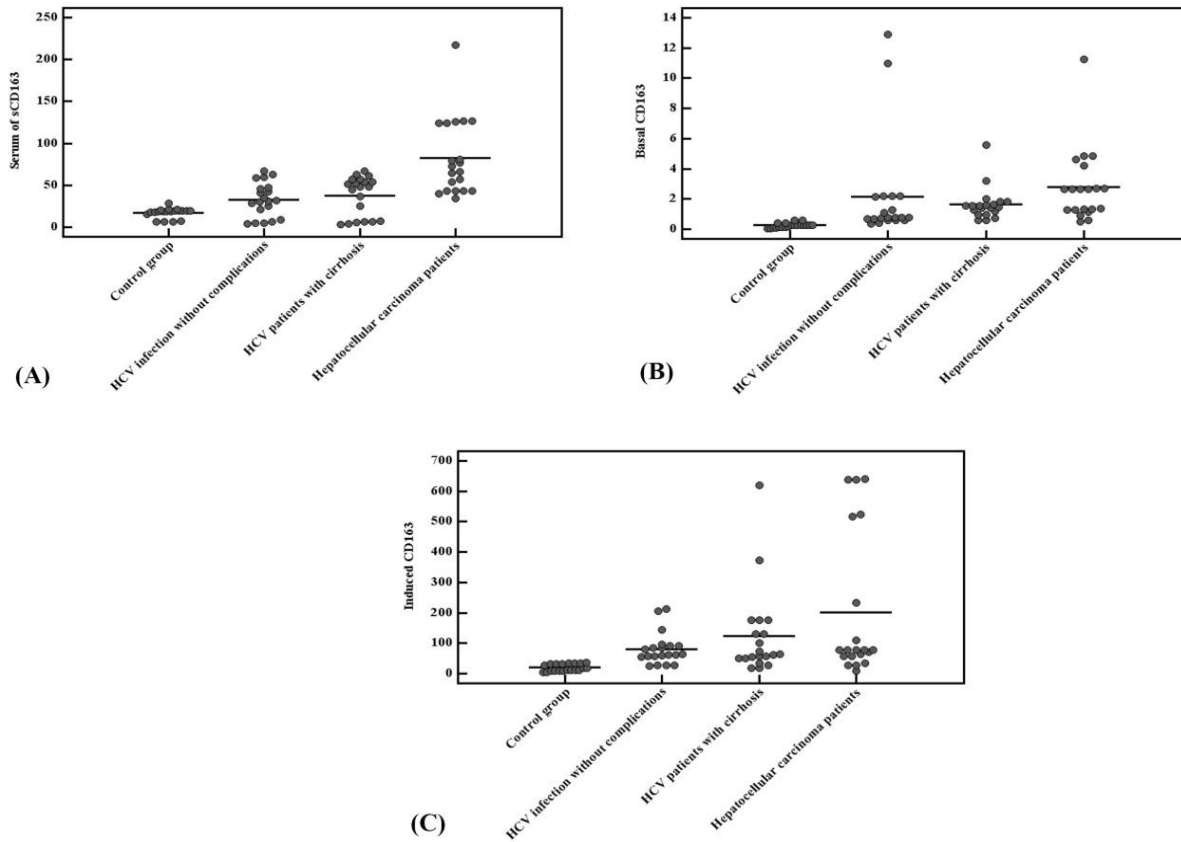 250
200
150
100
50
0
Serum of sCD163
Control group
HCV infection without complications
HCV patients with cirrhosis
Hepatocellular carcinoma patients
(A)
14
12
10
8
6
4
2
0
Basal CD163
Control group
HCV infection without complications
HCV patients with cirrhosis
Hepatocellular carcinoma patients
(B)
700
600
500
400
300
200
100
0
Induced CD163
Control group
HCV infection without complications
HCV patients with cirrhosis
Hepatocellular carcinoma patients
(C)